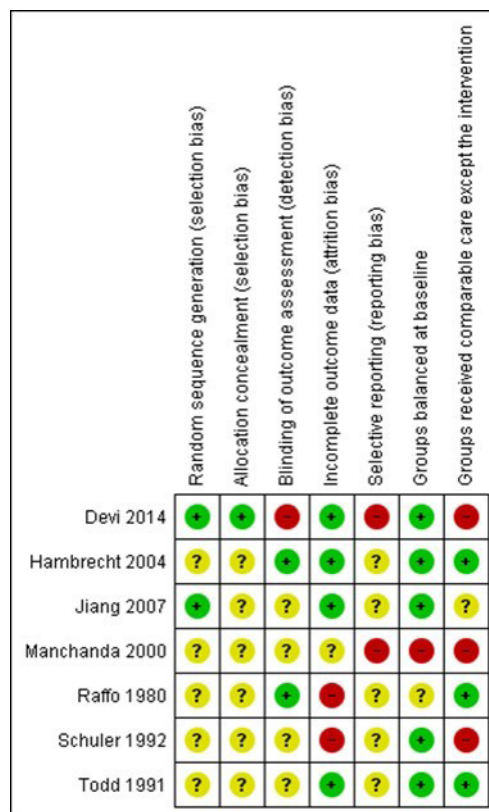 Random sequence generation (selection bias)
Allocation concealment (selection bias)
Blinding of outcome assessment (detection bias)
Incomplete outcome data (attrition bias)
Selective reporting (reporting bias)
Groups balanced at baseline
Groups received comparable care except the intervention
Devi 2014 + + - + - + -
Hambrecht 2004 ? ? + + ? + +
Jiang 2007 + ? ? + ? + ?
Manchanda 2000 ? ? ? ? - - -
Raffo 1980 ? ? + - ? ? +
Schuler 1992 ? ? ? - ? + -
Todd 1991 ? ? ? + ? + +